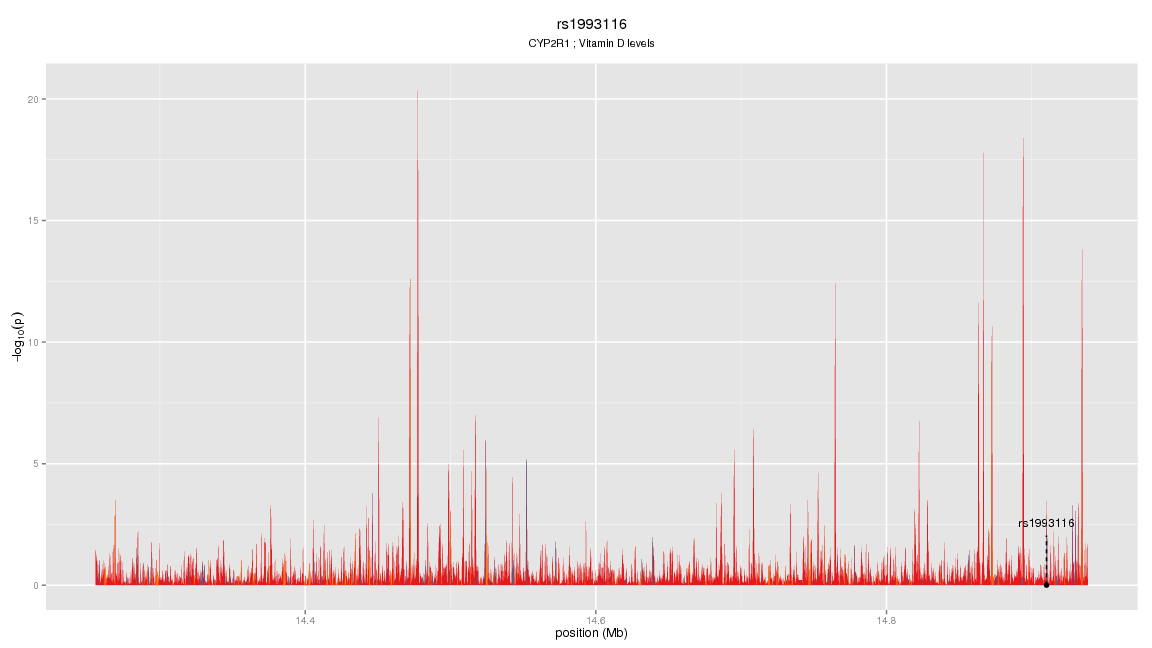 rs1993116
CYP2R1 ; Vitamin D levels
20
15
10
5
0
−log10(p)
rs1993116
14.4
14.6
14.8
position (Mb)